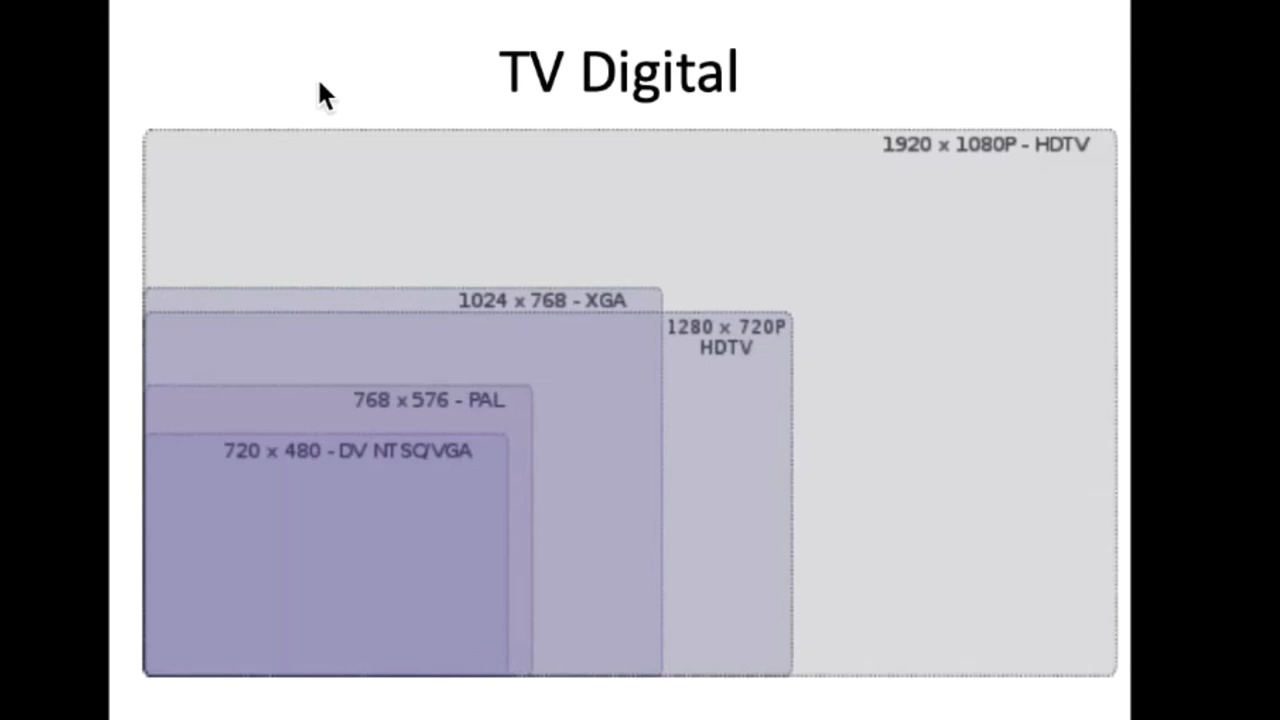 TV Digital
1920 x 1080P - HDTV
1024 x 768 - XGA
1280 x 720P
HDTV
768 x 576 - PAL
720 x 480 - DV NTSC/VGA